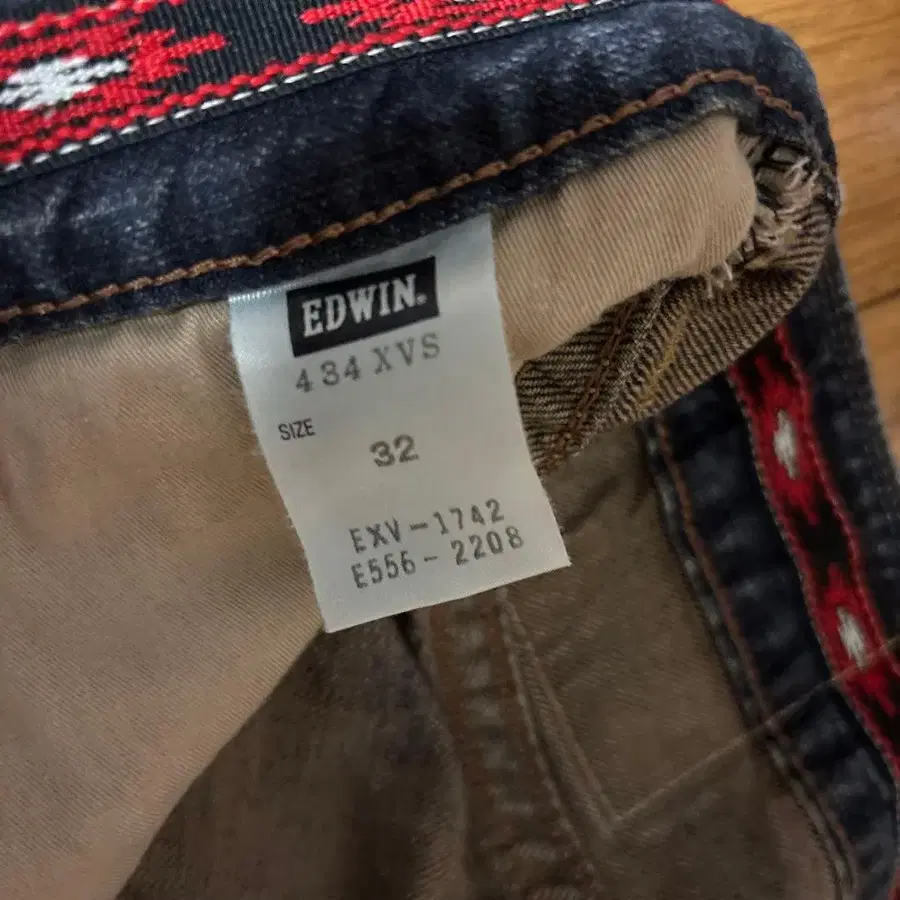 EDWIN.
434 XVS
SIZE
32
EXV-1742
E556-2208